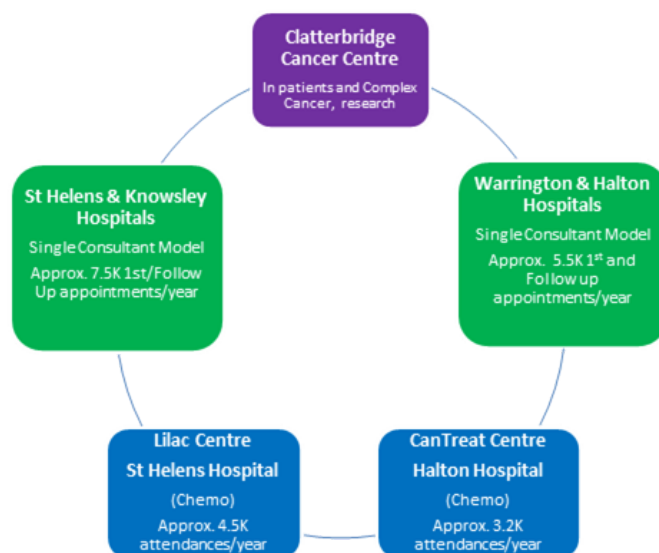 Clatterbridge
Cancer Centre
In patients and Complex
Cancer, research
St Helens & Knowsley
Hospitals
Single Consultant Model
Approx. 7.5K 1st/Follow
Up appointments/year
Warrington & Halton
Hospitals
Single Consultant Model
Approx. 5.5K 1st and
Follow up
appointments/year
Lilac Centre
St Helens Hospital
(Chemo)
Approx. 4.5K
attendances/year
CanTreat Centre
Halton Hospital
(Chemo)
Approx. 3.2K
attendances/year